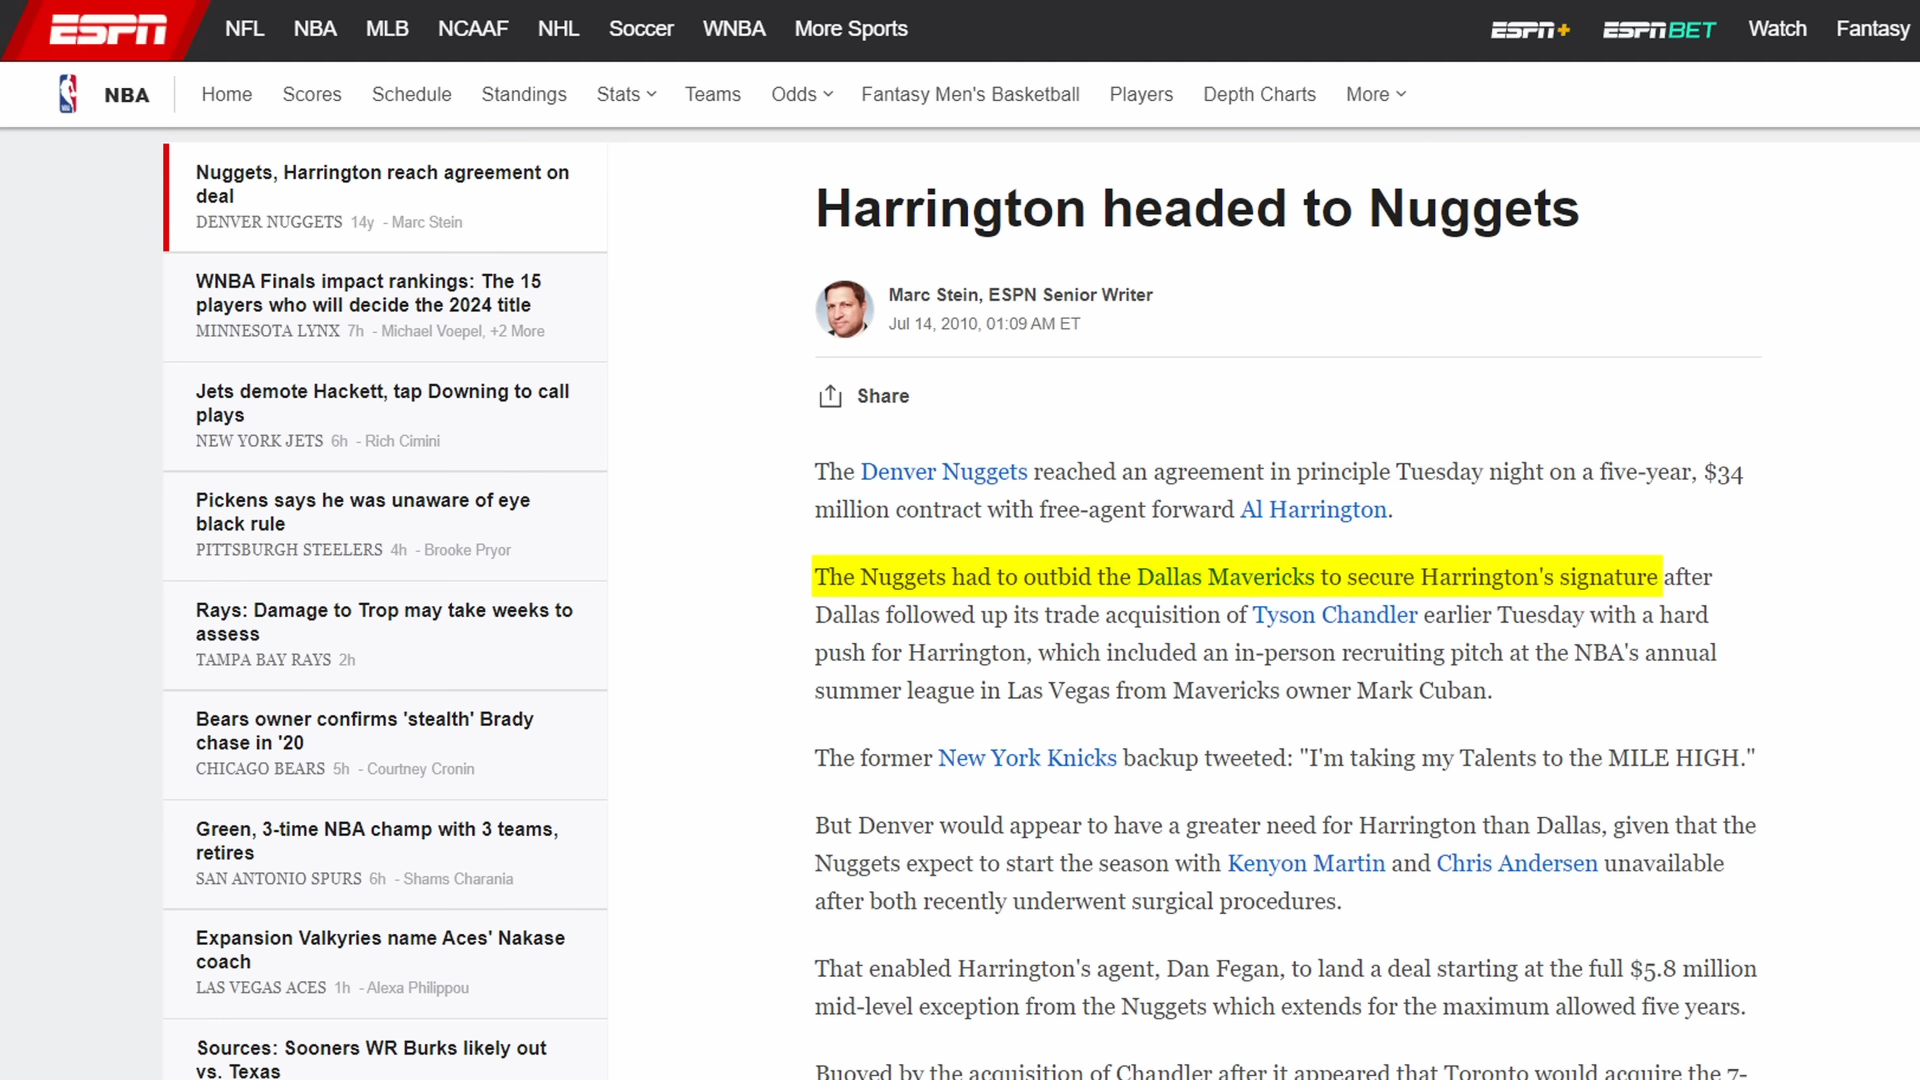 ESPN NFL NBA MLB NCAAF NHL Soccer WNBA More Sports ESPN+ ESPN BET Watch Fantasy
NBA Home Scores Schedule Standings Stats Teams Odds Fantasy Men's Basketball Players Depth Charts More
Nuggets, Harrington reach agreement on
deal
DENVER NUGGETS 14y - Marc Stein
WNBA Finals impact rankings: The 15
players who will decide the 2024 title
MINNESOTA LYNX 7h - Michael Voepel, +2 More
Jets demote Hackett, tap Downing to call
plays
NEW YORK JETS 6h - Rich Cimini
Pickens says he was unaware of eye
black rule
PITTSBURGH STEELERS 4h - Brooke Pryor
Rays: Damage to Trop may take weeks to
assess
TAMPA BAY RAYS 2h
Bears owner confirms 'stealth' Brady
chase in '20
CHICAGO BEARS 5h - Courtney Cronin
Green, 3-time NBA champ with 3 teams,
retires
SAN ANTONIO SPURS 6h - Shams Charania
Expansion Valkyries name Aces' Nakase
coach
LAS VEGAS ACES 1h - Alexa Philippou
Sources: Sooners WR Burks likely out
vs. Texas
Harrington headed to Nuggets
Marc Stein, ESPN Senior Writer
Jul 14, 2010, 01:09 AM ET
Share
The Denver Nuggets reached an agreement in principle Tuesday night on a five-year, $34
million contract with free-agent forward Al Harrington.
The Nuggets had to outbid the Dallas Mavericks to secure Harrington's signature after
Dallas followed up its trade acquisition of Tyson Chandler earlier Tuesday with a hard
push for Harrington, which included an in-person recruiting pitch at the NBA's annual
summer league in Las Vegas from Mavericks owner Mark Cuban.
The former New York Knicks backup tweeted: "I'm taking my Talents to the MILE HIGH."
But Denver would appear to have a greater need for Harrington than Dallas, given that the
Nuggets expect to start the season with Kenyon Martin and Chris Andersen unavailable
after both recently underwent surgical procedures.
That enabled Harrington's agent, Dan Fegan, to land a deal starting at the full $5.8 million
mid-level exception from the Nuggets which extends for the maximum allowed five years.
Buoyed by the acquisition of Chandler after it appeared that Toronto would acquire the 7-